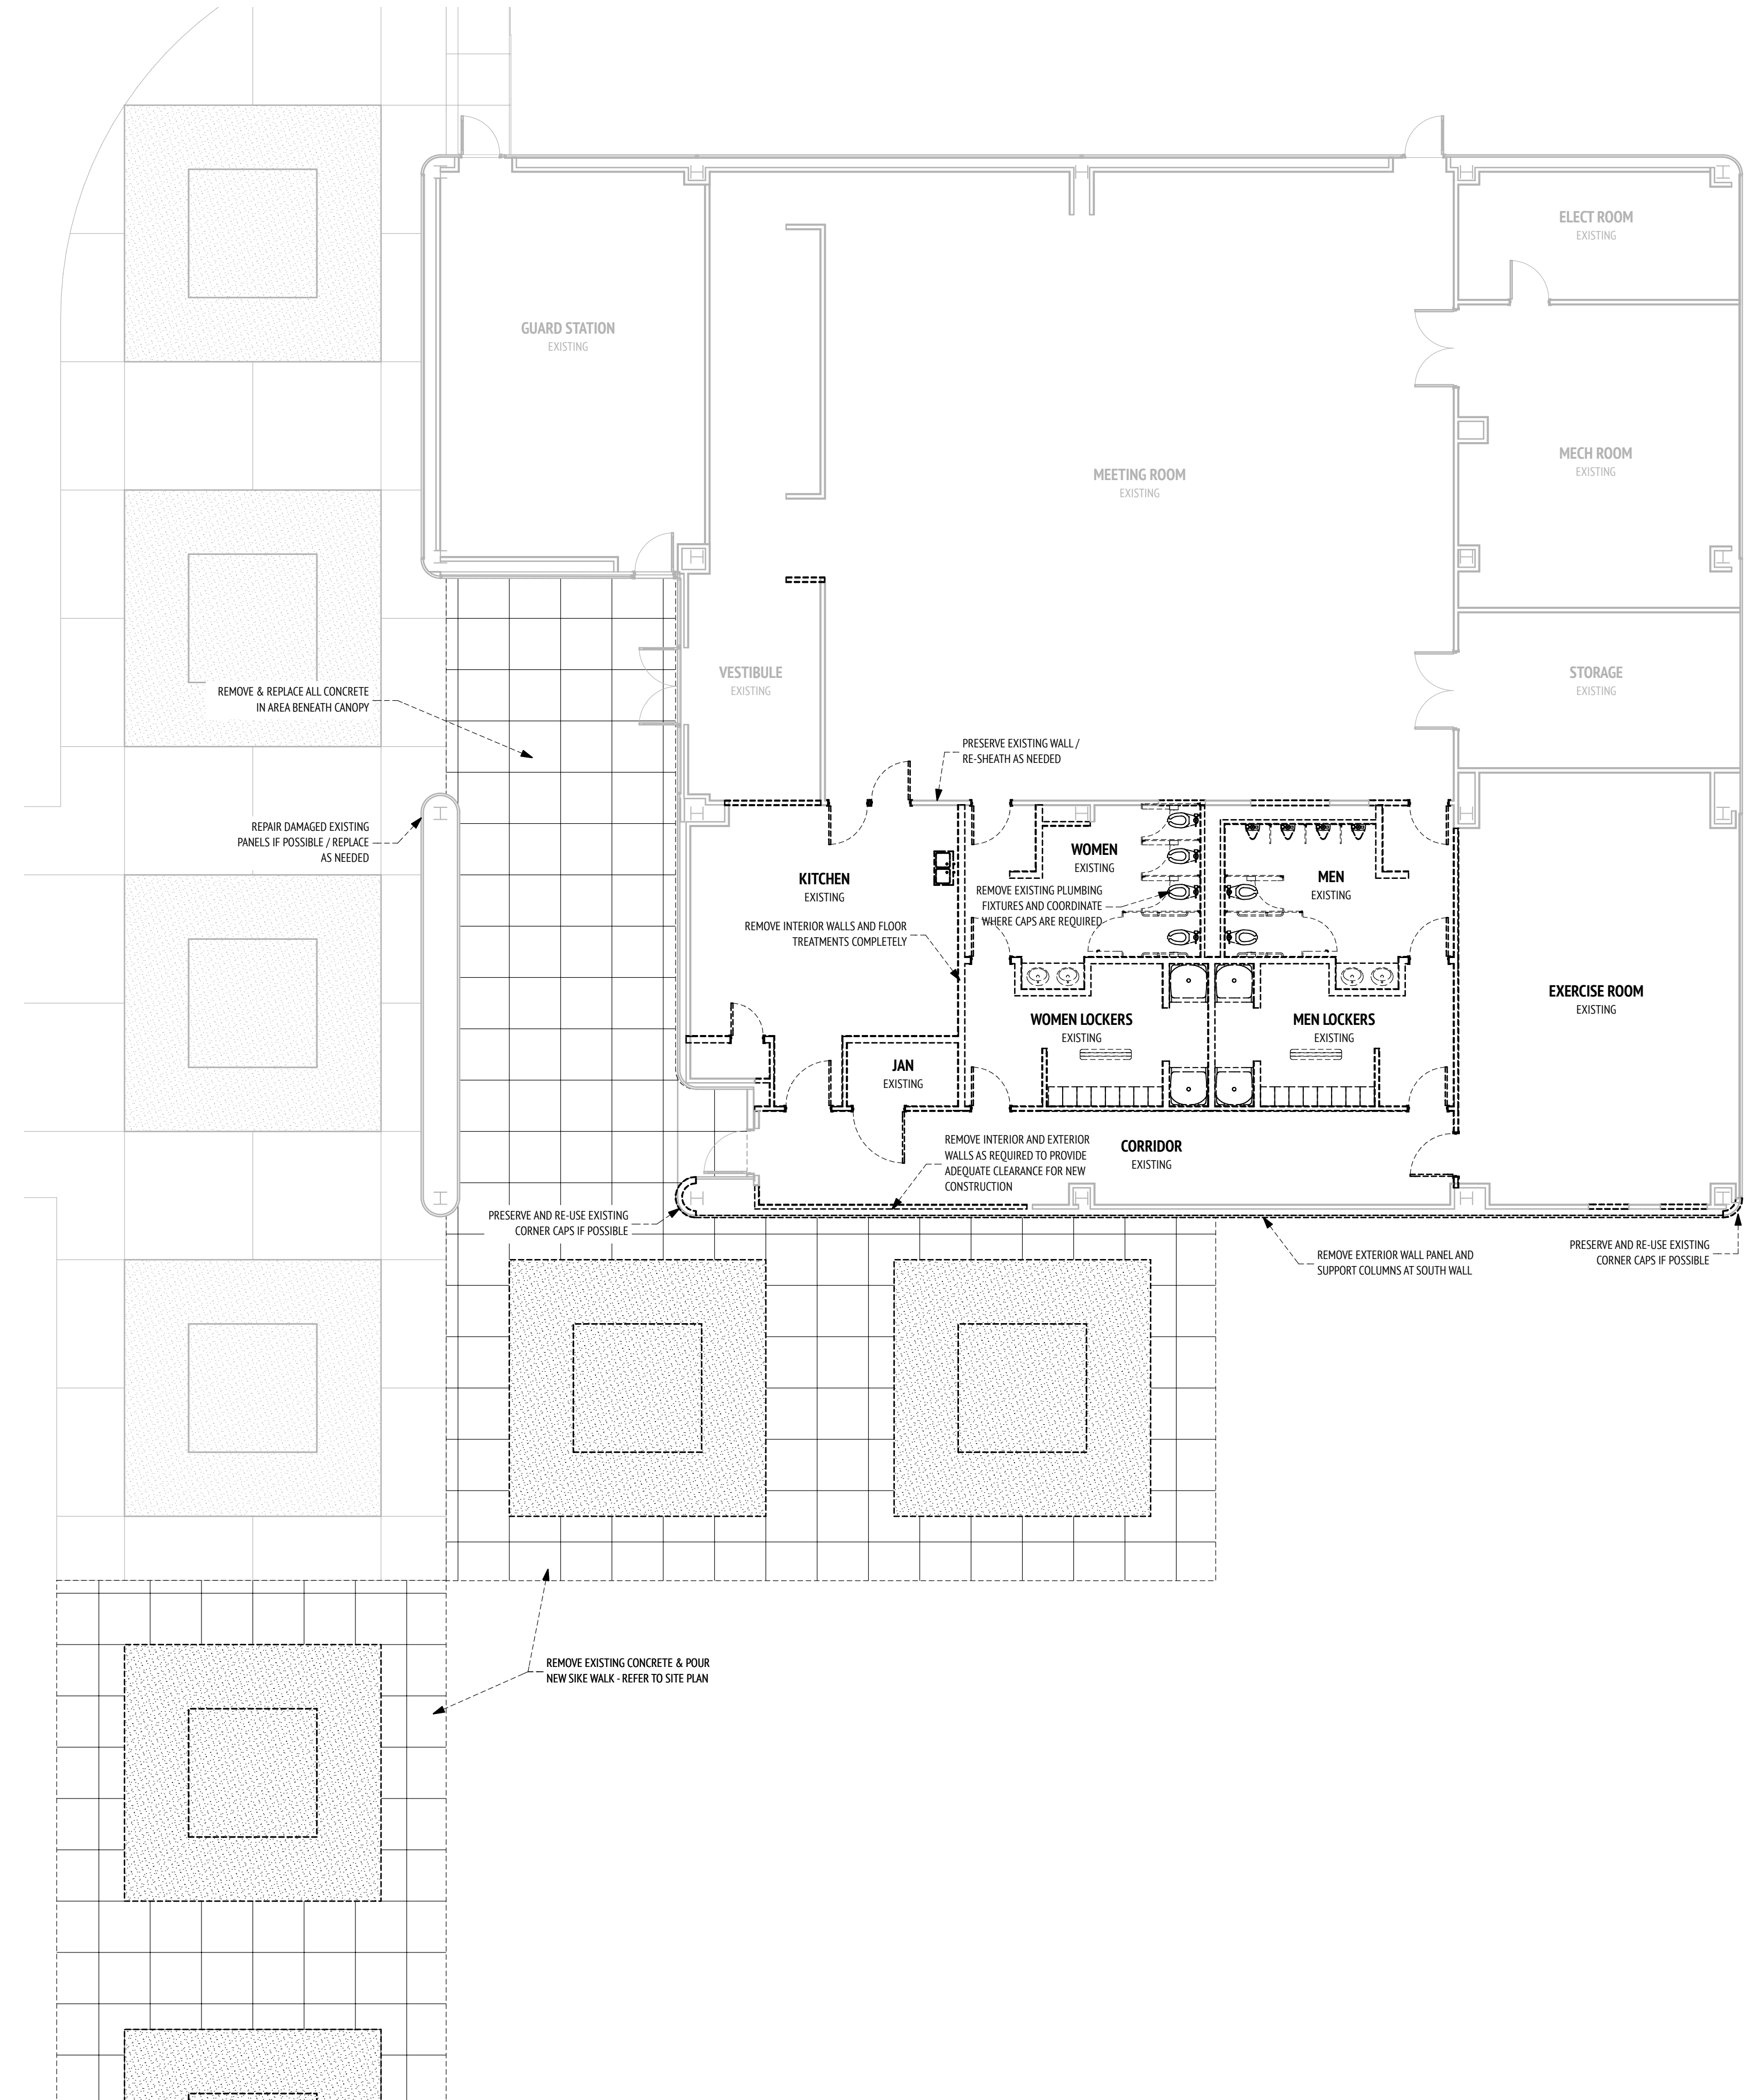 ELECT ROOM
EXISTING
GUARD STATION
EXISTING
MECH ROOM
EXISTING
MEETING ROOM
EXISTING
VESTIBULE
EXISTING
STORAGE
EXISTING
REMOVE & REPLACE ALL CONCRETE
IN AREA BENEATH CANOPY
PRESERVE EXISTING WALL /
RE-SHEATH AS NEEDED
REPAIR DAMAGED EXISTING
PANELS IF POSSIBLE / REPLACE
AS NEEDED
WOMEN
EXISTING
KITCHEN
EXISTING
MEN
EXISTING
REMOVE EXISTING PLUMBING
FIXTURES AND COORDINATE
WHERE CAPS ARE REQUIRED
REMOVE INTERIOR WALLS AND FLOOR
TREATMENTS COMPLETELY
EXERCISE ROOM
EXISTING
WOMEN LOCKERS
EXISTING
MEN LOCKERS
EXISTING
JAN
EXISTING
REMOVE INTERIOR AND EXTERIOR
WALLS AS REQUIRED TO PROVIDE
ADEQUATE CLEARANCE FOR NEW
CONSTRUCTION
CORRIDOR
EXISTING
PRESERVE AND RE-USE EXISTING
CORNER CAPS IF POSSIBLE
REMOVE EXTERIOR WALL PANEL AND
SUPPORT COLUMNS AT SOUTH WALL
PRESERVE AND RE-USE EXISTING
CORNER CAPS IF POSSIBLE
REMOVE EXISTING CONCRETE & POUR
NEW SIKE WALK - REFER TO SITE PLAN